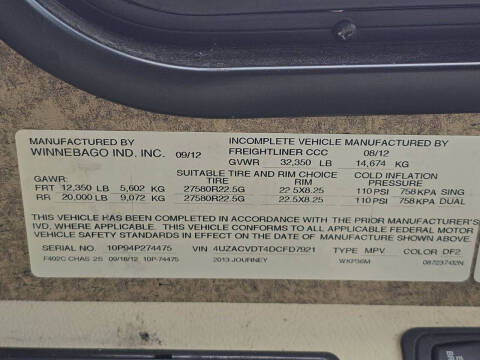 MANUFACTURED BY INCOMPLETE VEHICLE MANUFACTURED BY
WINNEBAGO IND. INC. 09/12 FREIGHTLINER CCC 08/12
GVWR 32,350 LB 14,674 KG
SUITABLE TIRE AND RIM CHOICE COLD INFLATION
GAWR: TIRE RIM PRESSURE
FRT 12,350 LB 5,602 KG 27580R22.5G 22.5X8.25 110 PSI 758 KPA SING
RR 20,000 LB 9,072 KG 27580R22.5G 22.5X8.25 110 PSI 758 KPA DUAL
THIS VEHICLE HAS BEEN COMPLETED IN ACCORDANCE WITH THE PRIOR MANUFACTURER'S
IVD, WHERE APPLICABLE. THIS VEHICLE CONFORMS TO ALL APPLICABLE FEDERAL MOTOR
VEHICLE SAFETY STANDARDS IN EFFECT ON THE DATE OF MANUFACTURE SHOWN ABOVE.
SERIAL NO. 10P94P274475 VIN 4UZACVDT4DCFD7921 TYPE MPV COLOR DF2
F402C CHAS 25 09/18/12 10P-74475 2013 JOURNEY WKP36M